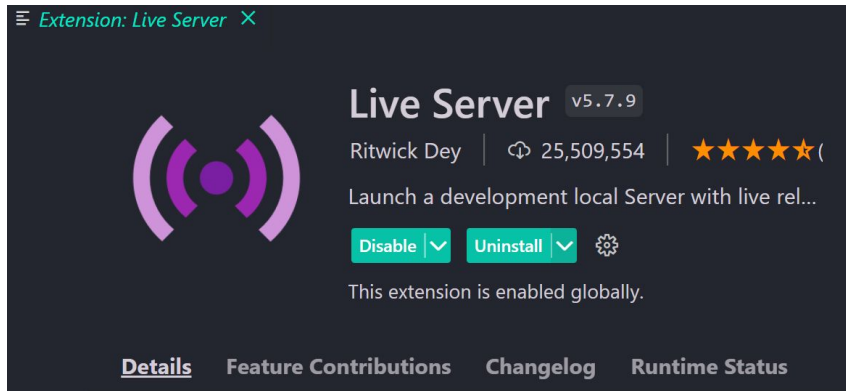 Extension: Live Server
Live Server v5.7.9
Ritwick Dey 25,509,554 (
Launch a development local Server with live rel...
Disable Uninstall
This extension is enabled globally.
Details Feature Contributions Changelog Runtime Status